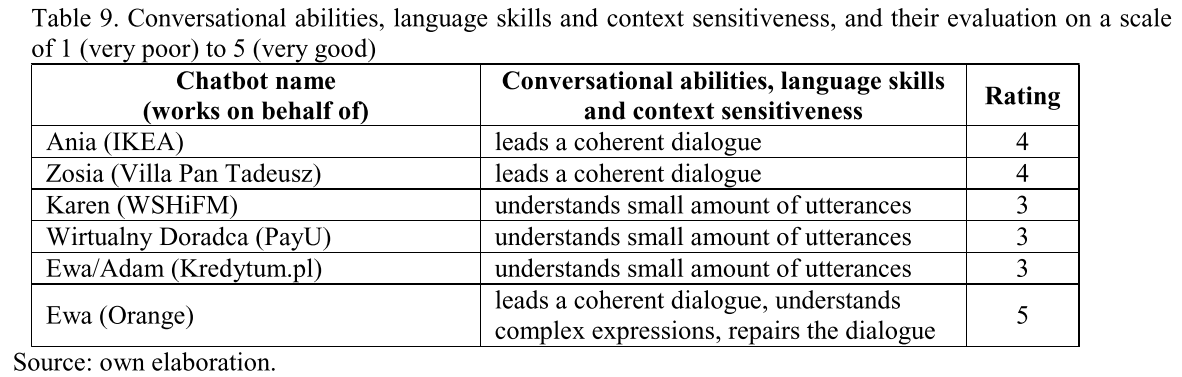 Table 9. Conversational abilities, language skills and context sensitiveness, and their evaluation on a scale
of 1 (very poor) to 5 (very good)
Chatbot name
(works on behalf of)
Conversational abilities, language skills
and context sensitiveness
Rating
Ania (IKEA) leads a coherent dialogue 4
Zosia (Villa Pan Tadeusz) leads a coherent dialogue 4
Karen (WSHiFM) understands small amount of utterances 3
Wirtualny Doradca (PayU) understands small amount of utterances 3
Ewa/Adam (Kredytum.pl) understands small amount of utterances 3
Ewa (Orange)
leads a coherent dialogue, understands
complex expressions, repairs the dialogue
5
Source: own elaboration.